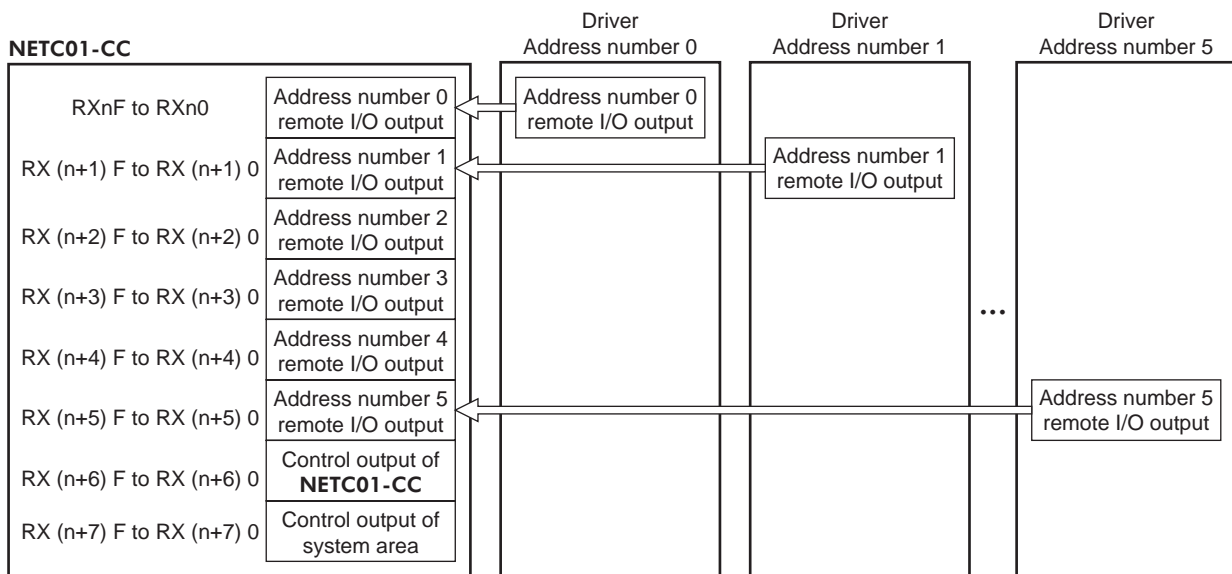 NETC01-CC
Driver
Address number 0
Driver
Address number 1
Driver
Address number 5
RXnF to RXn0
Address number 0
remote I/O output
Address number 0
remote I/O output
RX (n+1) F to RX (n+1) 0
Address number 1
remote I/O output
Address number 1
remote I/O output
RX (n+2) F to RX (n+2) 0
Address number 2
remote I/O output
RX (n+3) F to RX (n+3) 0
Address number 3
remote I/O output
...
RX (n+4) F to RX (n+4) 0
Address number 4
remote I/O output
RX (n+5) F to RX (n+5) 0
Address number 5
remote I/O output
Address number 5
remote I/O output
RX (n+6) F to RX (n+6) 0
Control output of
NETC01-CC
RX (n+7) F to RX (n+7) 0
Control output of
system area